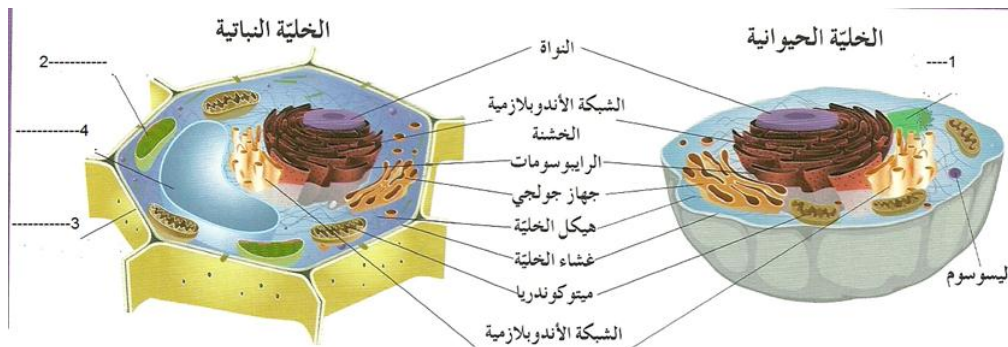 الخليّة الحيوانية
الخليّة النباتية
1----
النواة
2-----------
الشبكة الأندوبلازمية
الخشنة
4------------
الرايبوسومات
جهاز جولجي
3-----------
هيكل الخليّة
غشاء الخليّة
ليسوسوم
ميتوكوندريا
الشبكة الأندوبلازمية